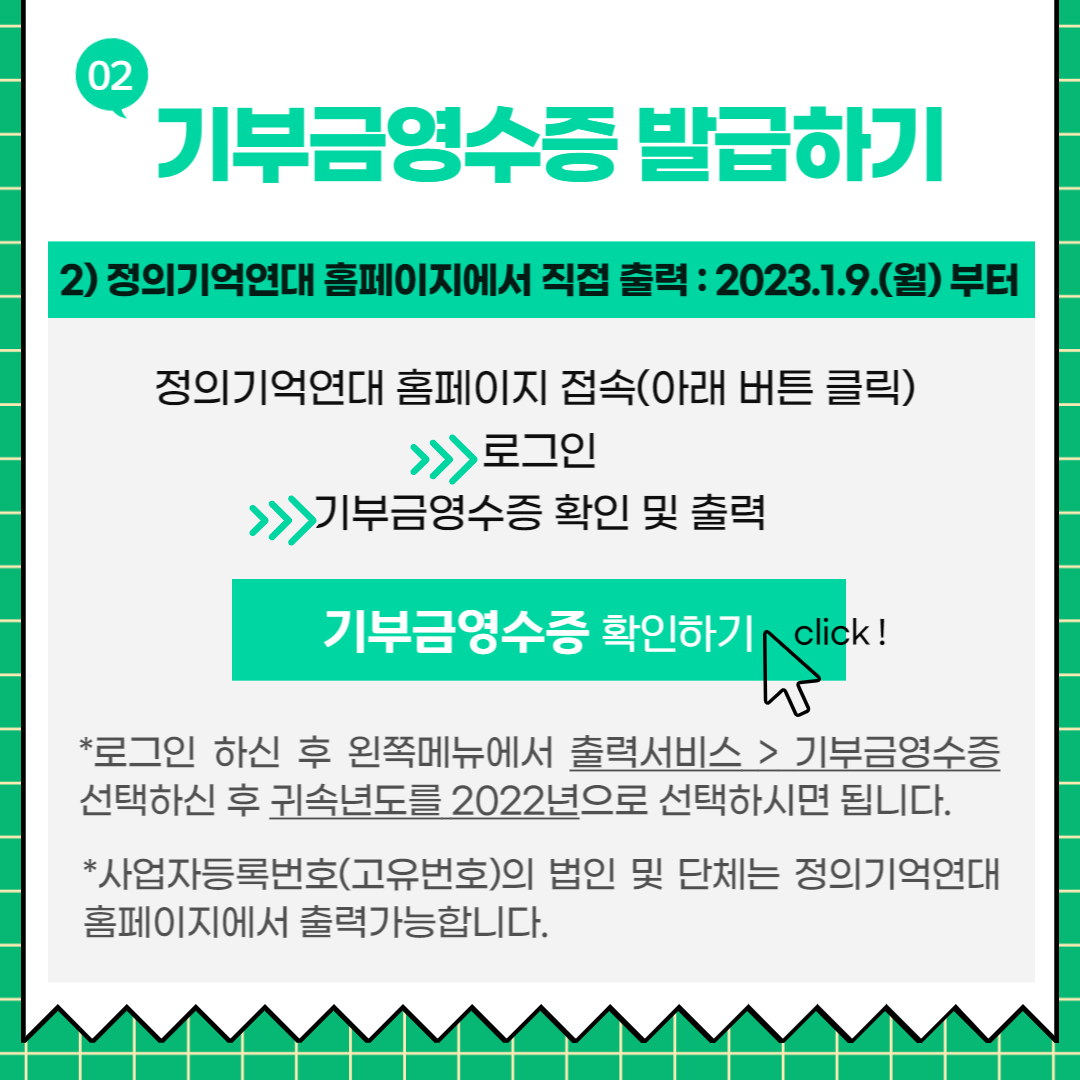 02
기부금영수증 발급하기
2) 정의기억연대 홈페이지에서 직접 출력 : 2023.1.9.(월) 부터
정의기억연대 홈페이지 접속(아래 버튼 클릭)
로그인
기부금영수증 확인 및 출력
기부금영수증 확인하기
click !
*로그인 하신 후 왼쪽메뉴에서 출력서비스 > 기부금영수증
선택하신 후 귀속년도를 2022년으로 선택하시면 됩니다.
*사업자등록번호(고유번호)의 법인 및 단체는 정의기억연대
홈페이지에서 출력가능합니다.